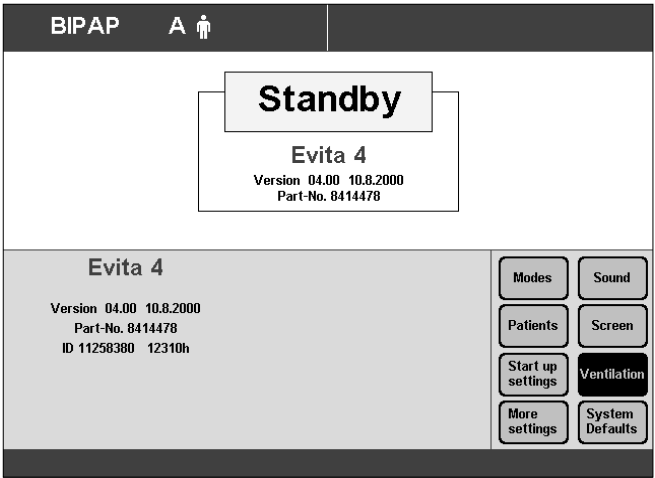 BIPAP A
Standby
Evita 4
Version 04.00 10.8.2000
Part-No. 8414478
Evita 4
Version 04.00 10.8.2000
Part-No. 8414478
ID 11258380 12310h
Modes
Sound
Patients
Screen
Start up
settings
Ventilation
More
settings
System
Defaults